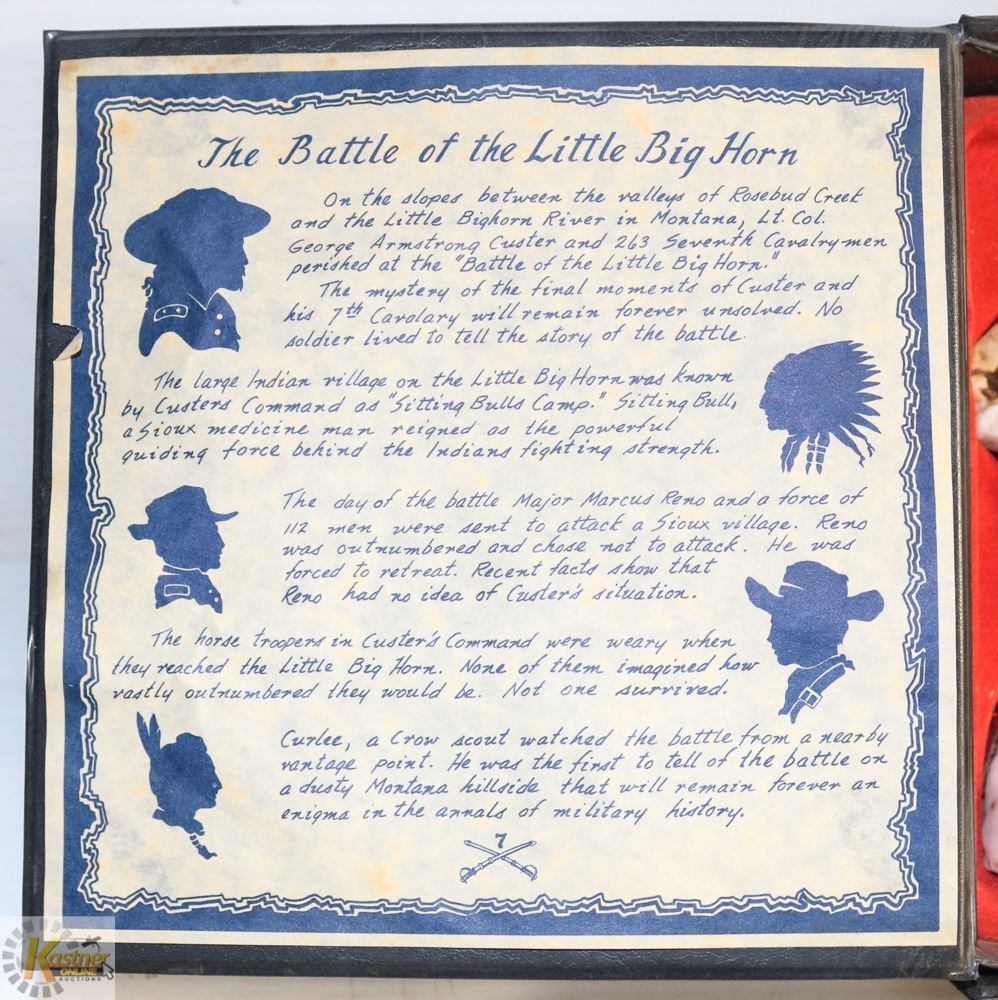 The Battle of the Little Big Horn
On the slopes between the valleys of Rosebud Creek
and the Little Bighorn River in Montana, Lt. Col.
George Armstrong Custer and 263 Seventh Cavalrymen
perished at the "Battle of the Little Big Horn."
The mystery of the final moments of Custer and
his 7th Cavalary will remain forever unsolved. No
soldier lived to tell the story of the battle.
The large Indian village on the Little Big Horn was known
by Custers Command as "Sitting Bulls Camp." Sitting Bull,
a Sioux medicine man reigned as the powerful
guiding force behind the Indians fighting strength.
The day of the battle Major Marcus Reno and a force of
112 men were sent to attack a Sioux village. Reno
was outnumbered and chose not to attack. He was
forced to retreat. Recent facts show that
Reno had no idea of Custer's situation.
The horse troopers in Custer's Command were weary when
they reached the Little Big Horn. None of them imagined how
vastly outnumbered they would be. Not one survived.
Curlee, a Crow scout watched the battle from a nearby
vantage point. He was the first to tell of the battle on
a dusty Montana hillside that will remain forever an
enigma in the annals of military history.
7
Kastner
ONLINE
AUCTIONS